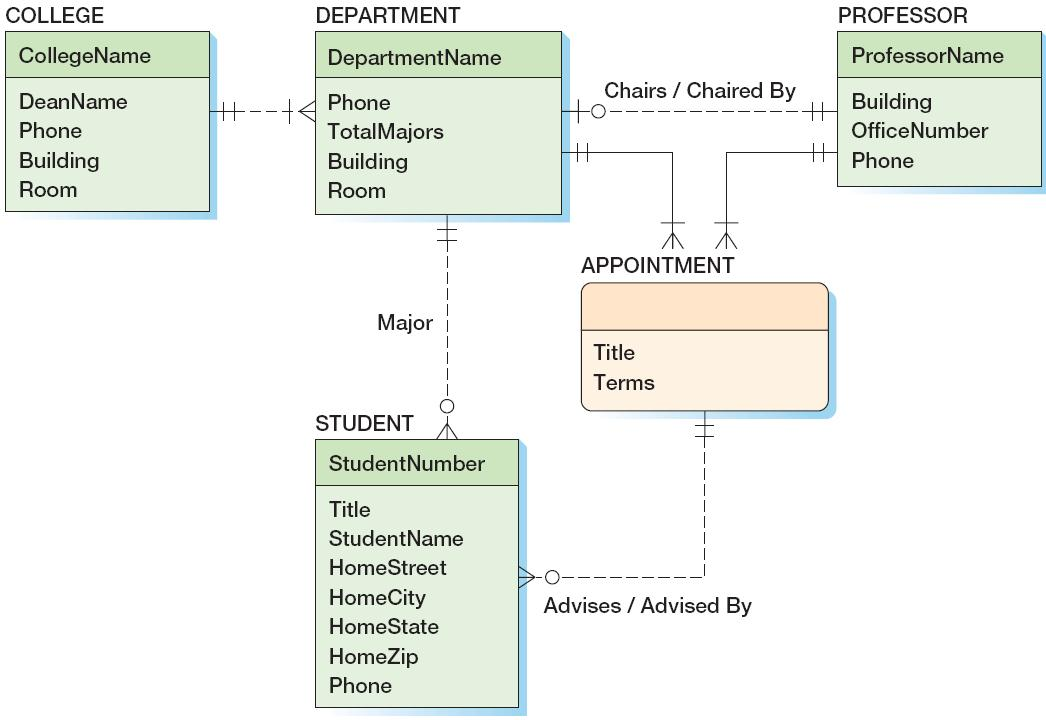 COLLEGE
CollegeName
DeanName
Phone
Building
Room
DEPARTMENT
DepartmentName
Phone
TotalMajors
Building
Room
Chairs / Chaired By
PROFESSOR
ProfessorName
Building
OfficeNumber
Phone
APPOINTMENT
Title
Terms
Major
STUDENT
StudentNumber
Title
StudentName
HomeStreet
HomeCity
HomeState
HomeZip
Phone
Advises / Advised By